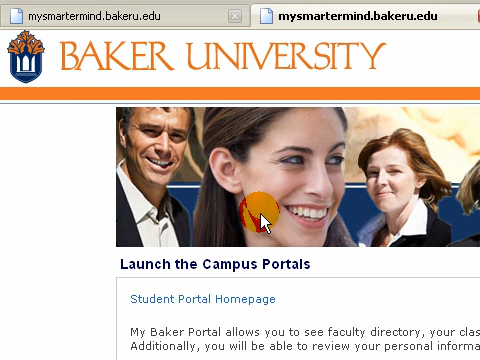 mysmartermind.bakeru.edu
mysmartermind.bakeru.edu
BAKER UNIVERSITY
Launch the Campus Portals
Student Portal Homepage
My Baker Portal allows you to see faculty directory, your clas
Additionally, you will be able to review your personal informa